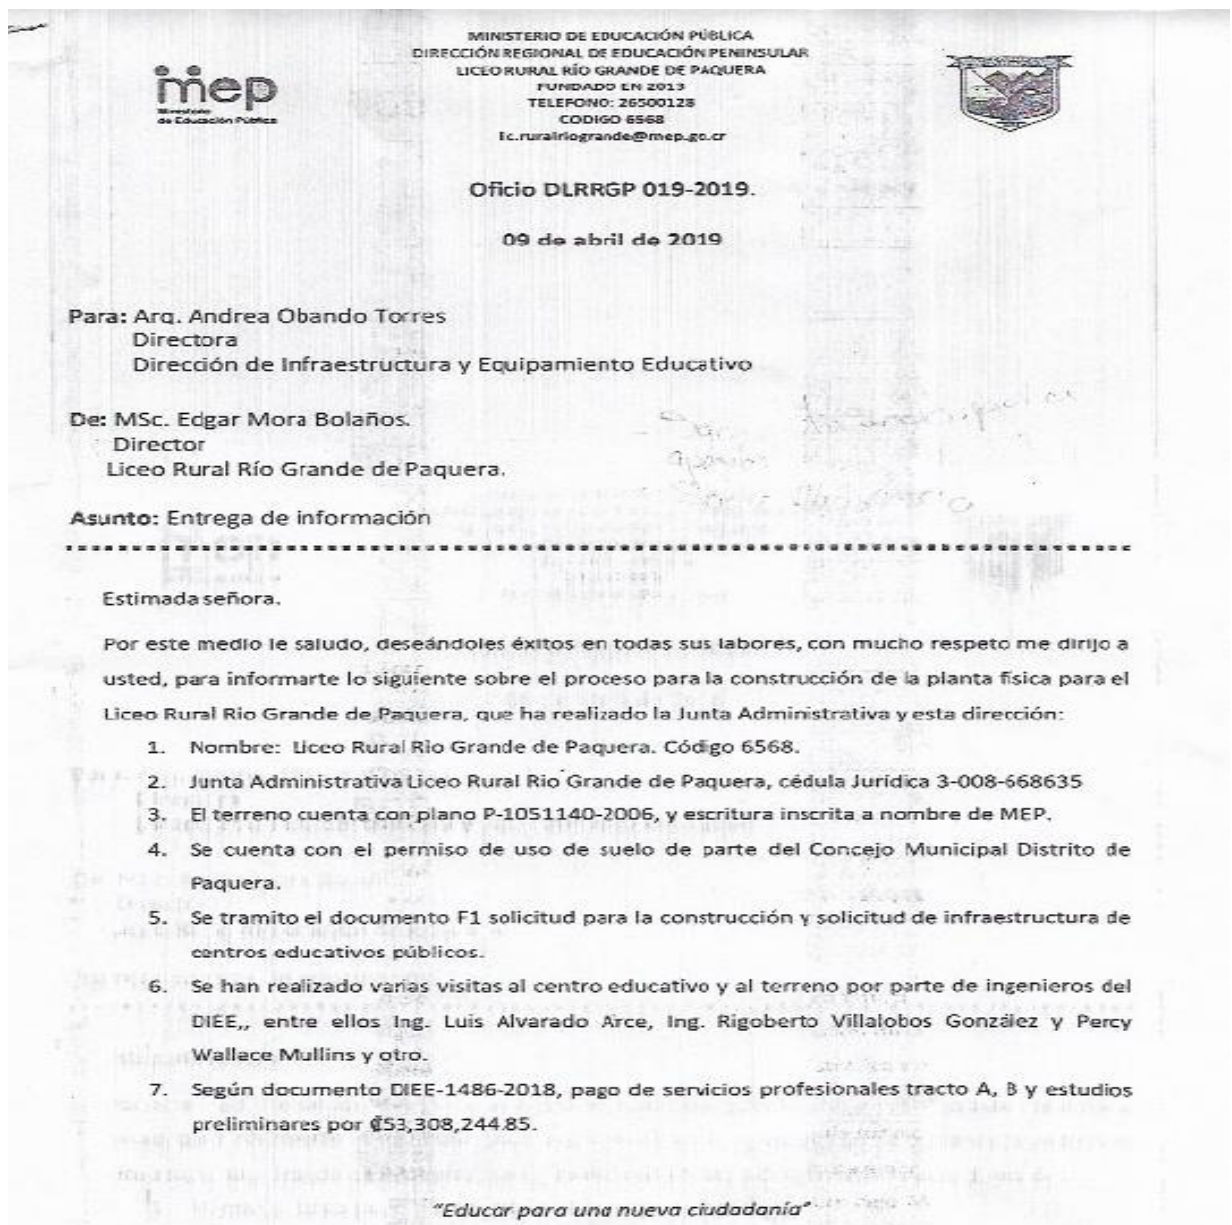 MINISTERIO DE EDUCACIÓN PÚBLICA
DIRECCIÓN REGIONAL DE EDUCACIÓN PENINSULAR
LICEO RURAL RÍO GRANDE DE PAQUERA
FUNDADO EN 2013
TELEFONO: 26500128
CODIGO 6568
lc.ruralriogrande@mep.go.cr
mep
Ministerio
de Educación Pública
Oficio DLRRGP 019-2019.
09 de abril de 2019
Para: Arq. Andrea Obando Torres
Directora
Dirección de Infraestructura y Equipamiento Educativo
De: MSc. Edgar Mora Bolaños.
Director
Liceo Rural Río Grande de Paquera.
Asunto: Entrega de información
Estimada señora.
Por este medio le saludo, deseándoles éxitos en todas sus labores, con mucho respeto me dirijo a
usted, para informarte lo siguiente sobre el proceso para la construcción de la planta física para el
Liceo Rural Rio Grande de Paquera, que ha realizado la Junta Administrativa y esta dirección:
1. Nombre: Liceo Rural Rio Grande de Paquera. Código 6568.
2. Junta Administrativa Liceo Rural Rio Grande de Paquera, cédula Jurídica 3-008-668635
3. El terreno cuenta con plano P-1051140-2006, y escritura inscrita a nombre de MEP.
4. Se cuenta con el permiso de uso de suelo de parte del Concejo Municipal Distrito de
Paquera.
5. Se tramito el documento F1 solicitud para la construcción y solicitud de infraestructura de
centros educativos públicos.
6. Se han realizado varias visitas al centro educativo y al terreno por parte de ingenieros del
DIEE,, entre ellos Ing. Luis Alvarado Arce, Ing. Rigoberto Villalobos González y Percy
Wallace Mullins y otro.
7. Según documento DIEE-1486-2018, pago de servicios profesionales tracto A, B y estudios
preliminares por ₡53,308,244.85.
"Educar para una nueva ciudadanía"